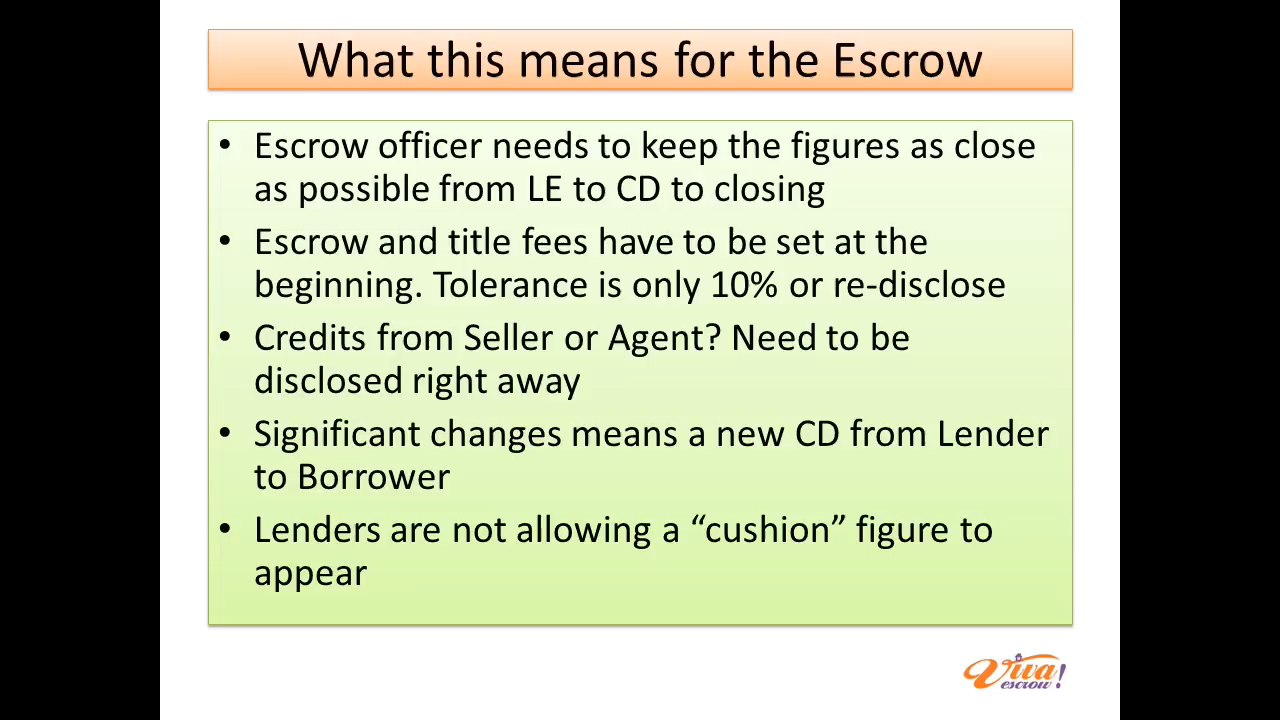 What this means for the Escrow
• Escrow officer needs to keep the figures as close
as possible from LE to CD to closing
• Escrow and title fees have to be set at the
beginning. Tolerance is only 10% or re-disclose
• Credits from Seller or Agent? Need to be
disclosed right away
• Significant changes means a new CD from Lender
to Borrower
• Lenders are not allowing a “cushion” figure to
appear
Viva
escrow!